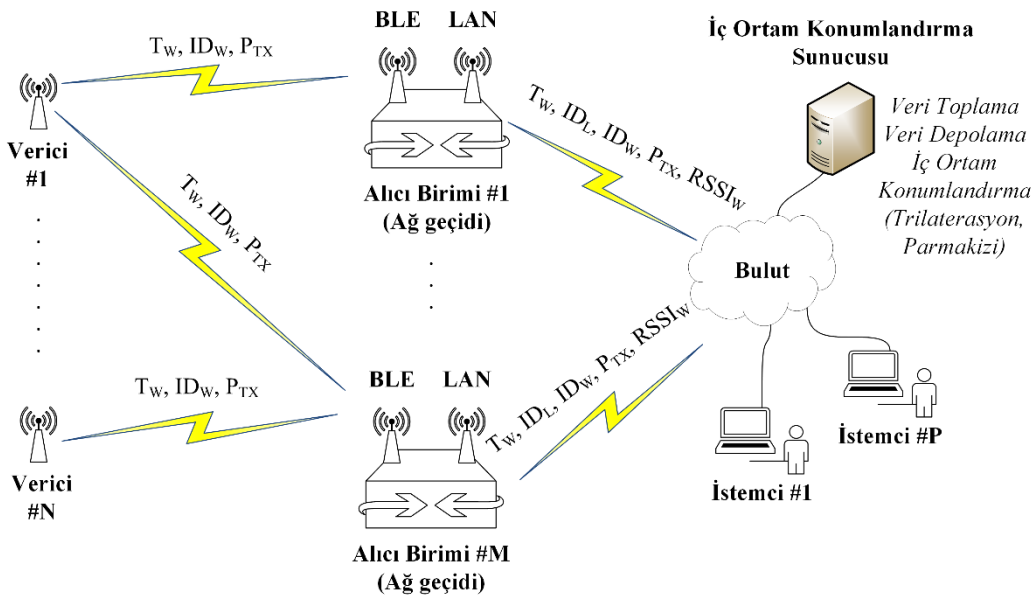 T_W, ID_W, P_TX
Verici
#1
BLE LAN
Alıcı Birimi #1
(Ağ geçidi)
T_W, ID_W, P_TX
T_W, ID_L, ID_W, P_TX, RSSI_W
İç Ortam Konumlandırma
Sunucusu
Veri Toplama
Veri Depolama
İç Ortam
Konumlandırma
(Trilaterasyon,
Parmakizi)
Bulut
T_W, ID_W, P_TX
Verici
#N
BLE LAN
Alıcı Birimi #M
(Ağ geçidi)
T_W, ID_L, ID_W, P_TX, RSSI_W
İstemci #1
İstemci #P